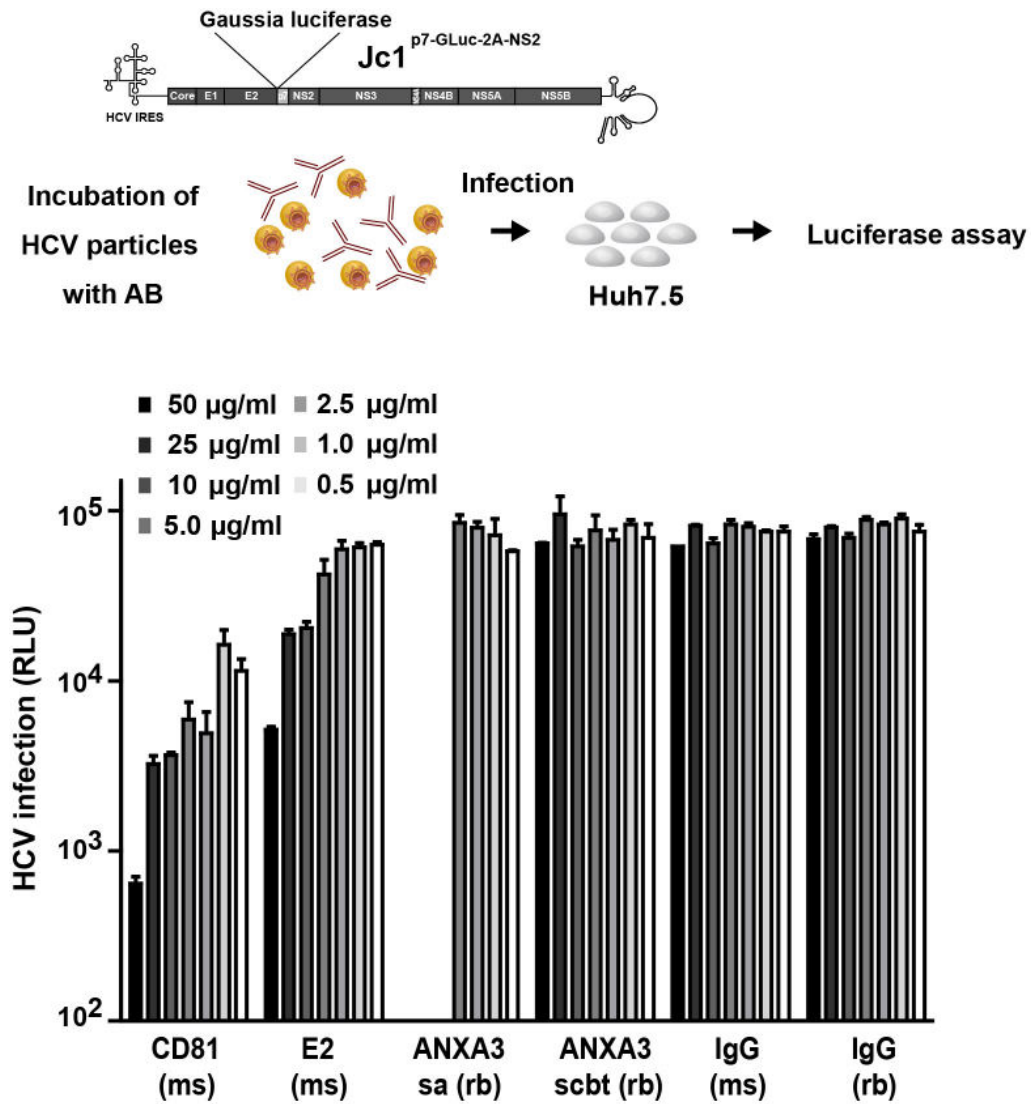 Gaussia luciferase
Jc1 p7-GLuc-2A-NS2
Core E1 E2 NS2 NS3 NS4B NS5A NS5B
HCV IRES
Incubation of
HCV particles
with AB
Infection
Huh7.5
Luciferase assay
50 µg/ml 2.5 µg/ml
25 µg/ml 1.0 µg/ml
10 µg/ml 0.5 µg/ml
5.0 µg/ml
HCV infection (RLU)
10⁵
10⁴
10³
10²
CD81 E2 ANXA3 ANXA3 IgG IgG
(ms) (ms) sa (rb) scbt (rb) (ms) (rb)